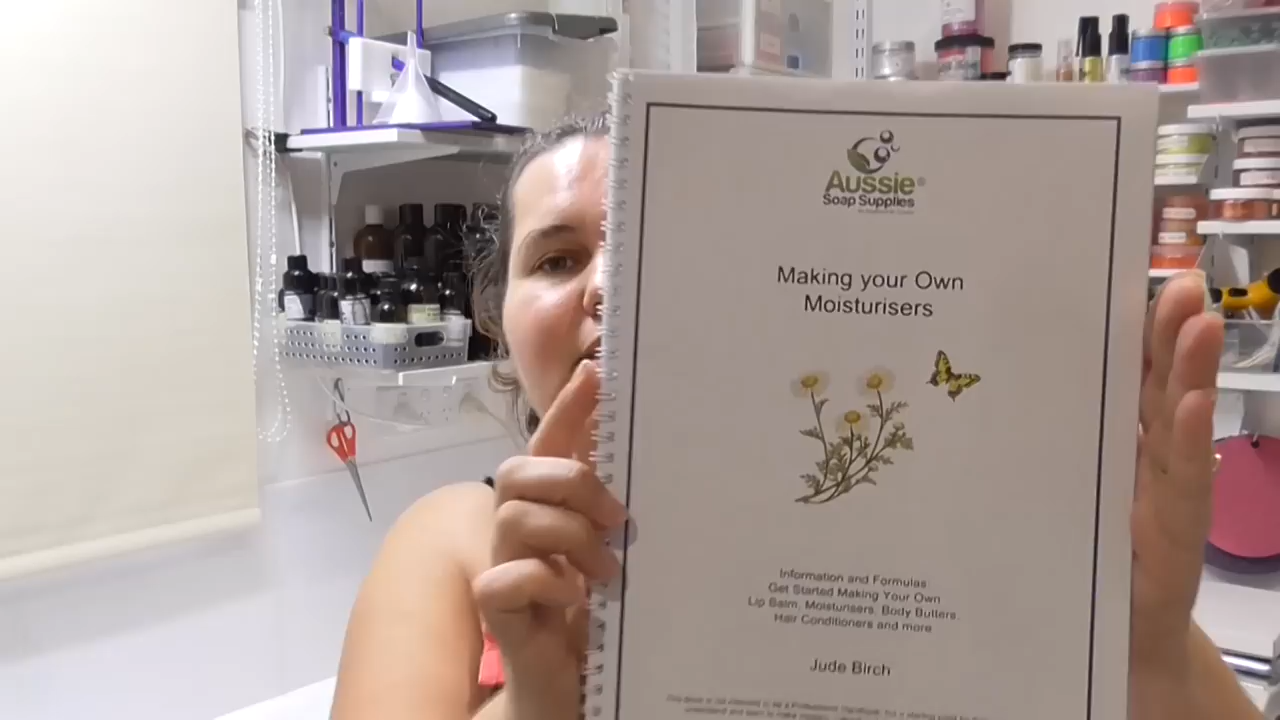 Aussie®
Soap Supplies
Making your Own
Moisturisers
Information and Formulas:
Get Started Making Your Own
Lip Balm, Moisturisers, Body Butters,
Hair Conditioners and more
Jude Birch